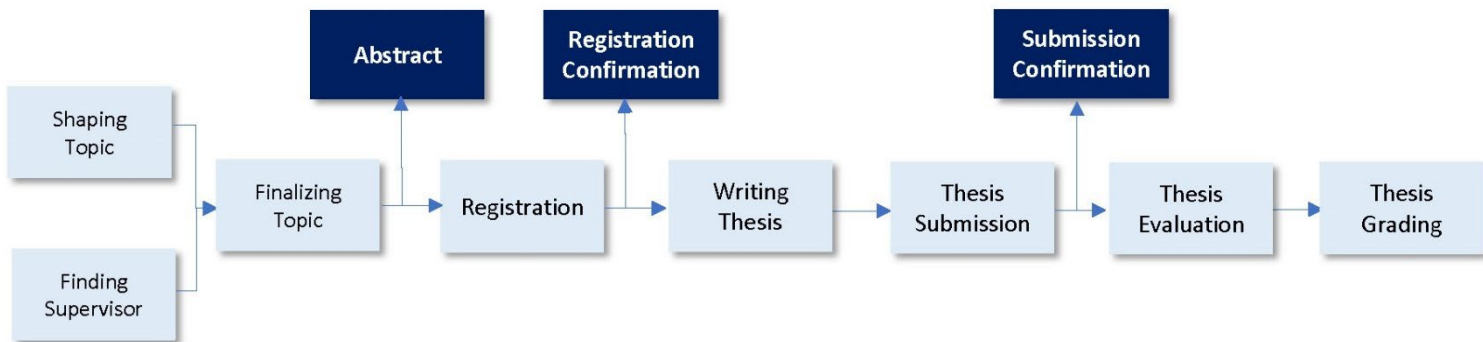 Abstract
Registration
Confirmation
Submission
Confirmation
Shaping
Topic
Finding
Supervisor
Finalizing
Topic
Registration
Writing
Thesis
Thesis
Submission
Thesis
Evaluation
Thesis
Grading